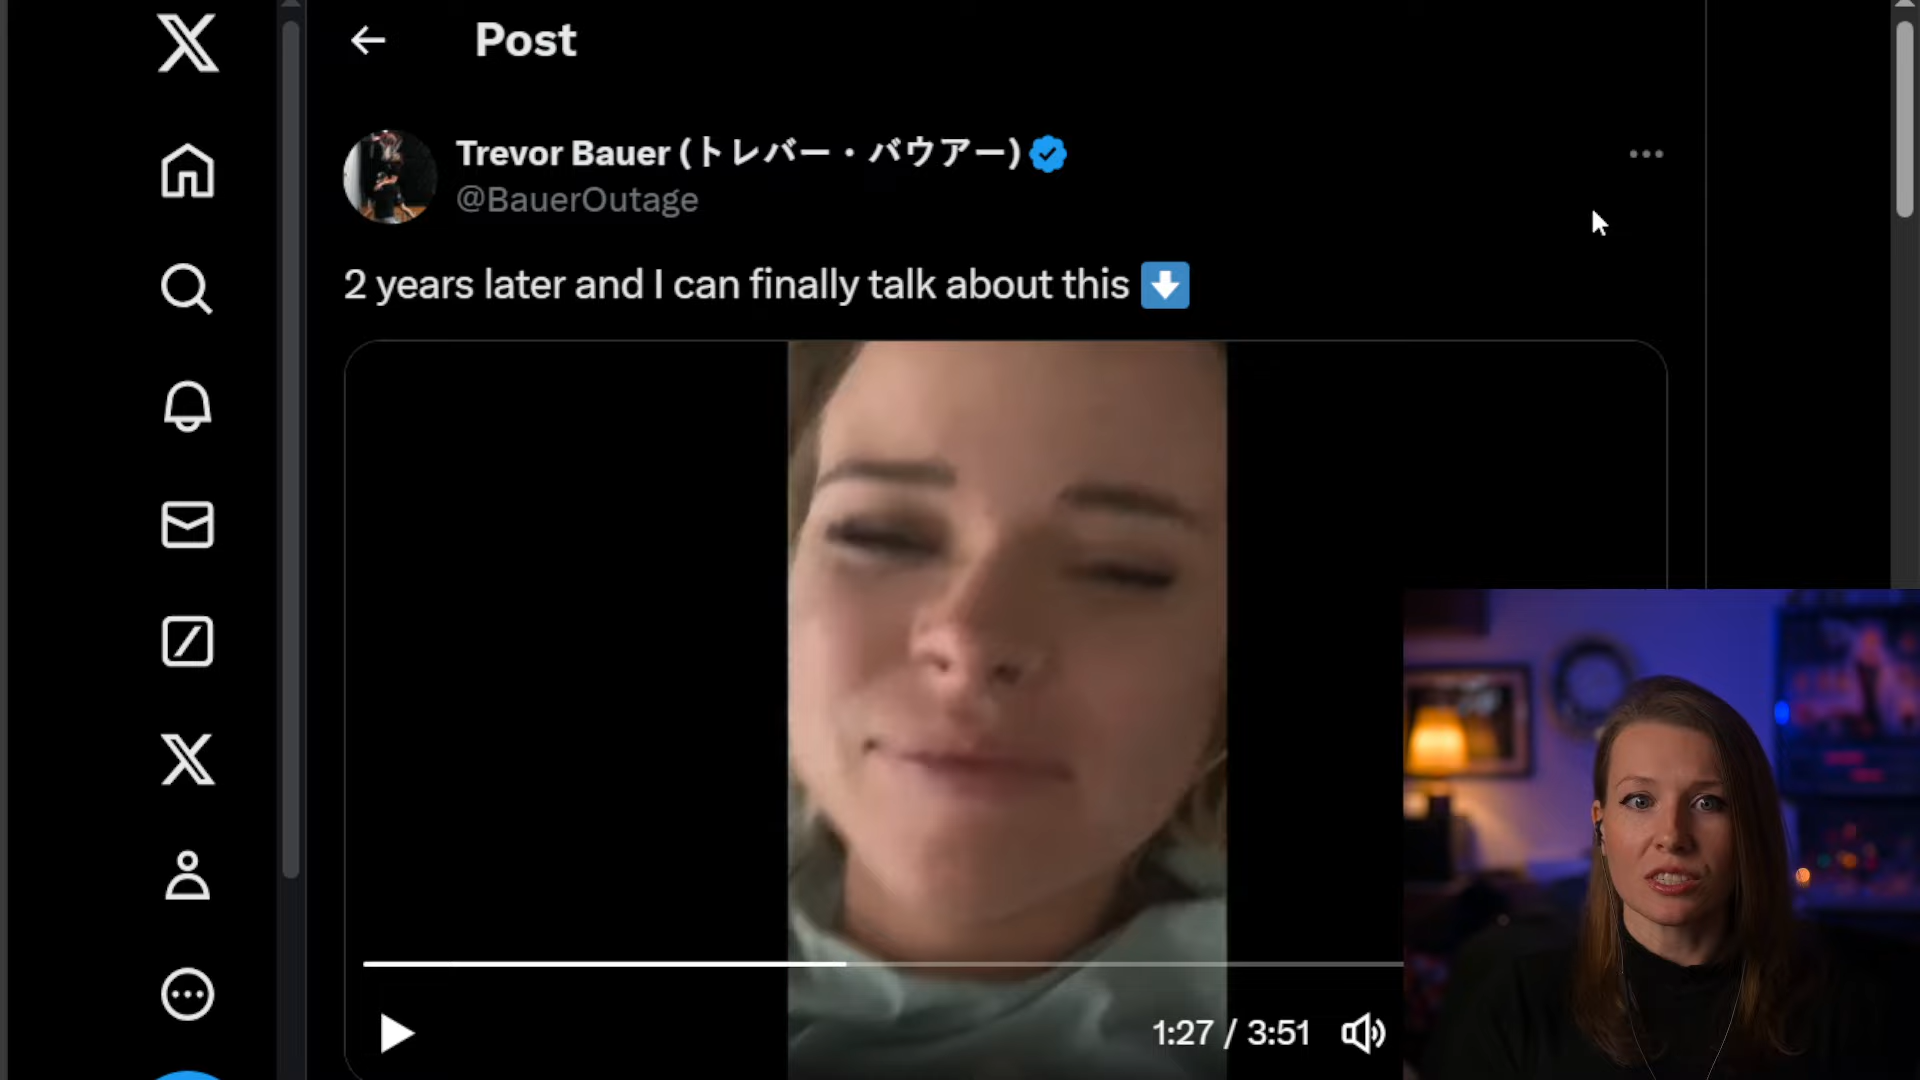 Post
Trevor Bauer (トレバー・バウアー)
@BauerOutage
2 years later and I can finally talk about this
1:27 / 3:51